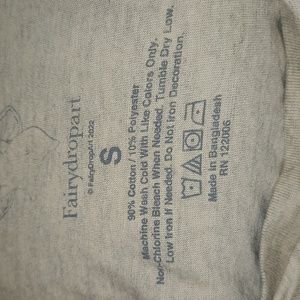 Fairydropart
© FairyDropArt 2022
S
90% Cotton / 10% Polyester
Machine Wash Cold With Like Colors Only.
Non-Chlorine Bleach When Needed. Tumble Dry Low.
Low Iron If Needed. Do Not Iron Decoration.
Made in Bangladesh
RN 122006